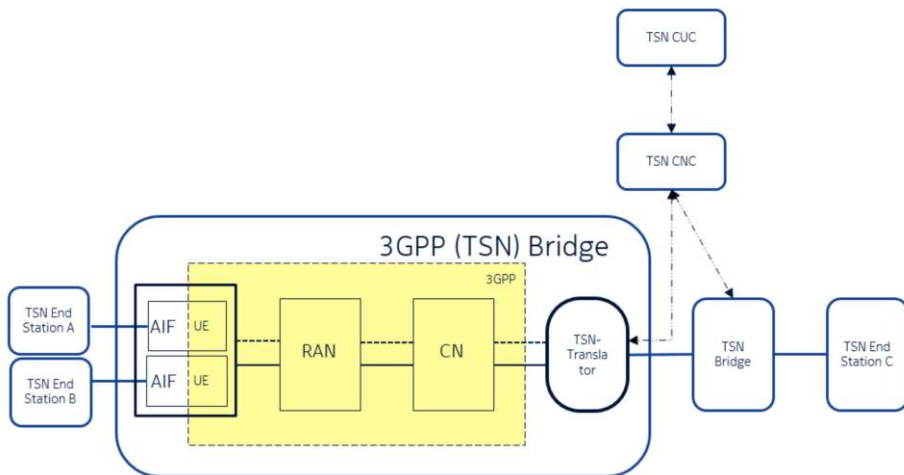 TSN CUC
TSN CNC
3GPP (TSN) Bridge
3GPP
TSN End
Station A
AIF
UE
RAN
CN
TSN-
Transla
tor
TSN
Bridge
TSN End
Station C
TSN End
Station B
AIF
UE